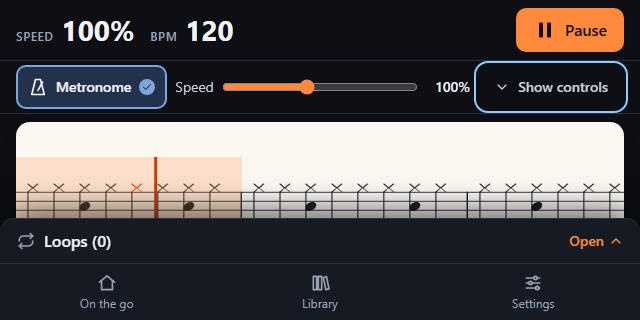 SPEED 100% BPM 120 Pause
Metronome Speed 100% Show controls
Loops (0) Open
On the go Library Settings